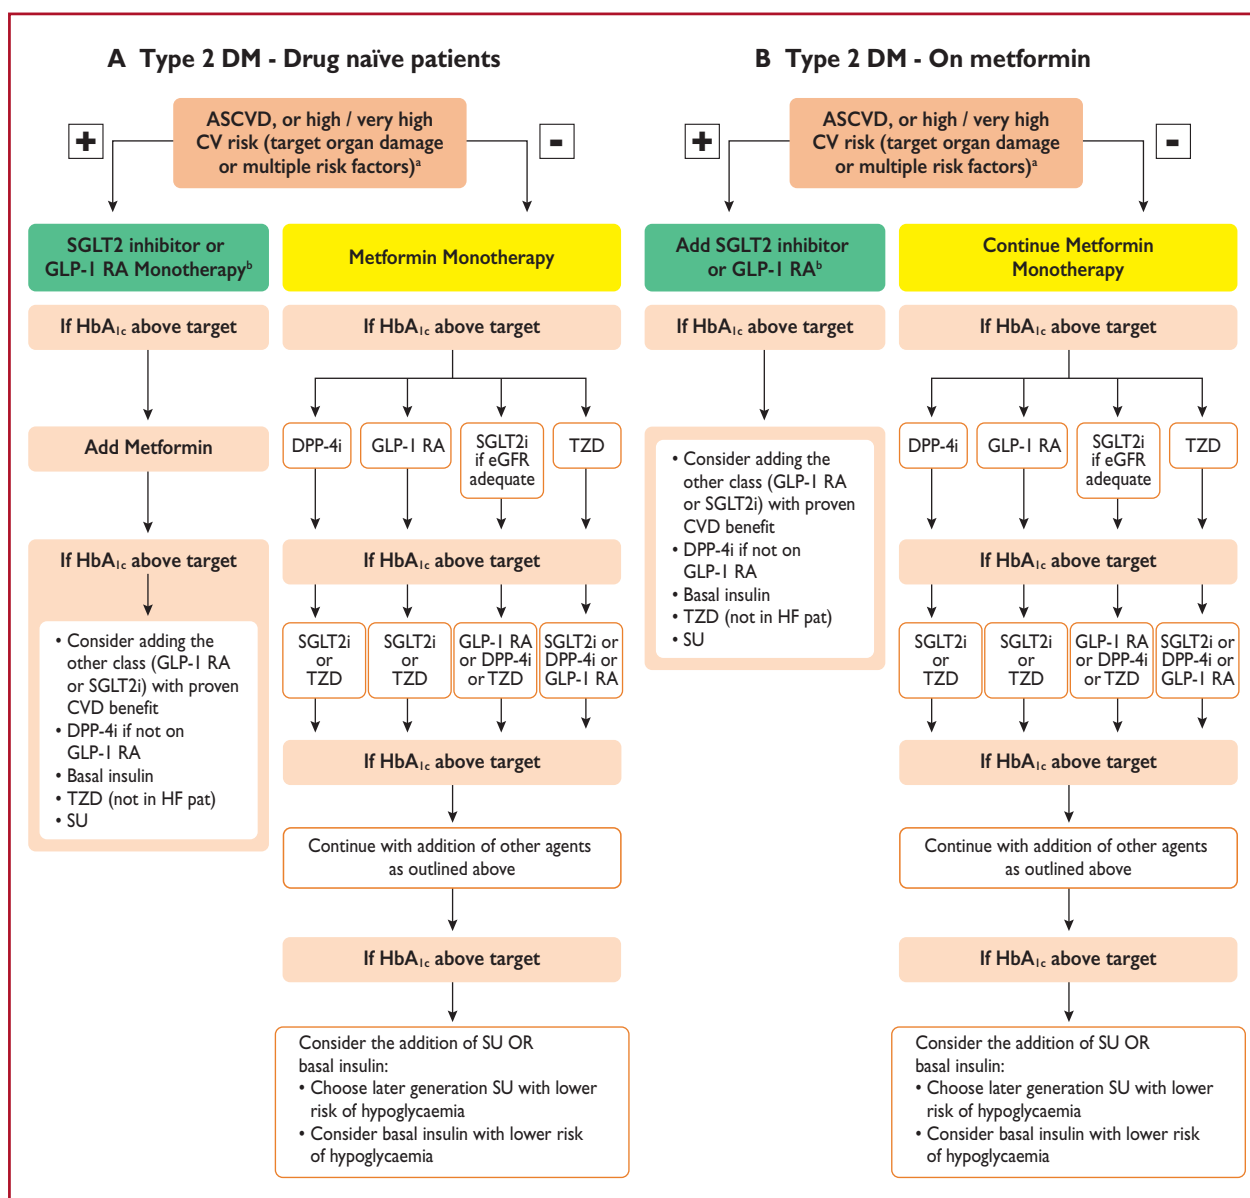 A Type 2 DM - Drug naïve patients
ASCVD, or high / very high
CV risk (target organ damage
or multiple risk factors)ᵃ
+
-
SGLT2 inhibitor or
GLP-1 RA Monotherapyᵇ
Metformin Monotherapy
If HbA₁c above target
If HbA₁c above target
Add Metformin
DPP-4i
GLP-1 RA
SGLT2i
if eGFR
adequate
TZD
If HbA₁c above target
• Consider adding the
other class (GLP-1 RA
or SGLT2i) with proven
CVD benefit
• DPP-4i if not on
GLP-1 RA
• Basal insulin
• TZD (not in HF pat)
• SU
If HbA₁c above target
SGLT2i
or
TZD
SGLT2i
or
TZD
GLP-1 RA
or DPP-4i
or TZD
SGLT2i or
DPP-4i or
GLP-1 RA
If HbA₁c above target
Continue with addition of other agents
as outlined above
If HbA₁c above target
Consider the addition of SU OR
basal insulin:
• Choose later generation SU with lower
risk of hypoglycaemia
• Consider basal insulin with lower risk
of hypoglycaemia
B Type 2 DM - On metformin
ASCVD, or high / very high
CV risk (target organ damage
or multiple risk factors)ᵃ
+
-
Add SGLT2 inhibitor
or GLP-1 RAᵇ
Continue Metformin
Monotherapy
If HbA₁c above target
If HbA₁c above target
• Consider adding the
other class (GLP-1 RA
or SGLT2i) with proven
CVD benefit
• DPP-4i if not on
GLP-1 RA
• Basal insulin
• TZD (not in HF pat)
• SU
DPP-4i
GLP-1 RA
SGLT2i
if eGFR
adequate
TZD
If HbA₁c above target
SGLT2i
or
TZD
SGLT2i
or
TZD
GLP-1 RA
or DPP-4i
or TZD
SGLT2i or
DPP-4i or
GLP-1 RA
If HbA₁c above target
Continue with addition of other agents
as outlined above
If HbA₁c above target
Consider the addition of SU OR
basal insulin:
• Choose later generation SU with lower
risk of hypoglycaemia
• Consider basal insulin with lower risk
of hypoglycaemia